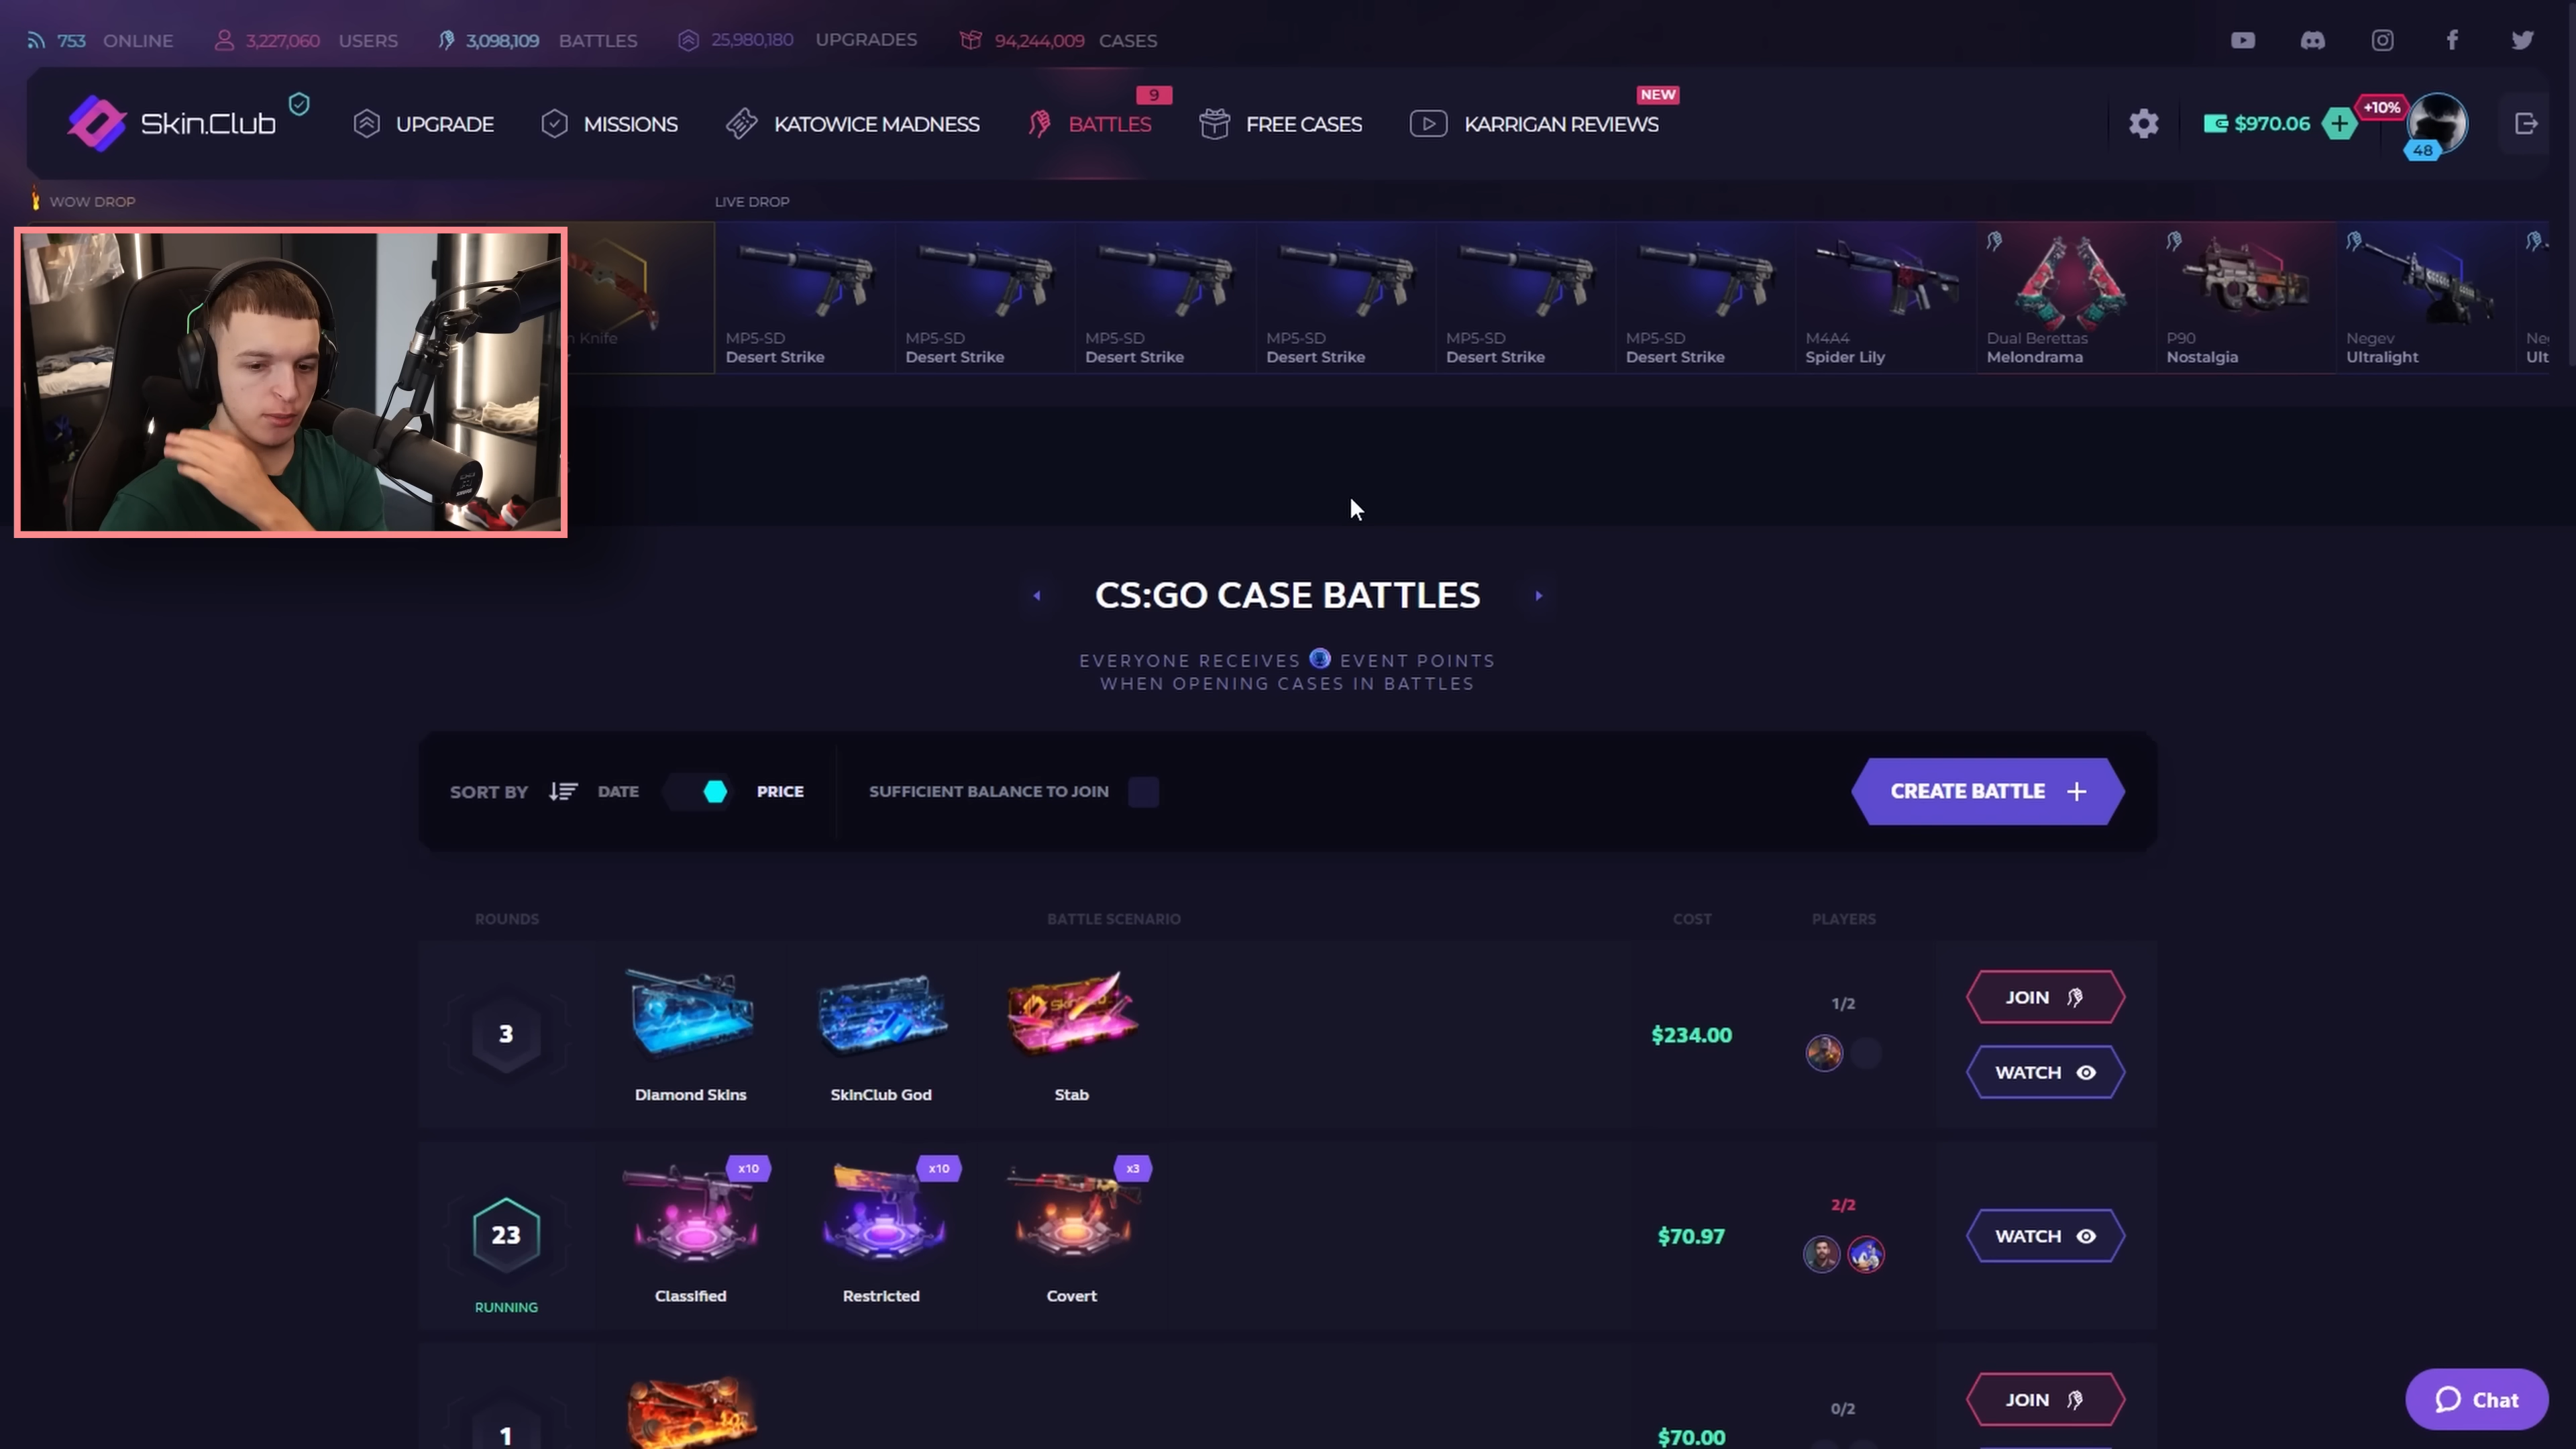 753 ONLINE 3,227,060 USERS 3,098,109 BATTLES 25,980,180 UPGRADES 94,244,009 CASES
Skin.Club UPGRADE MISSIONS KATOWICE MADNESS BATTLES 9 FREE CASES KARRIGAN REVIEWS NEW $970.06 +10% 48
WOW DROP LIVE DROP
Knife
MP5-SD
Desert Strike
MP5-SD
Desert Strike
MP5-SD
Desert Strike
MP5-SD
Desert Strike
MP5-SD
Desert Strike
MP5-SD
Desert Strike
M4A4
Spider Lily
Dual Berettas
Melondrama
P90
Nostalgia
Negev
Ultralight
CS:GO CASE BATTLES
EVERYONE RECEIVES EVENT POINTS
WHEN OPENING CASES IN BATTLES
SORT BY DATE PRICE SUFFICIENT BALANCE TO JOIN CREATE BATTLE +
ROUNDS BATTLE SCENARIO COST PLAYERS
3
Diamond Skins
SkinClub God
Stab
$234.00
1/2
JOIN
WATCH
23
RUNNING
x10
Classified
x10
Restricted
x3
Covert
$70.97
2/2
WATCH
1
$70.00
0/2
JOIN
Chat